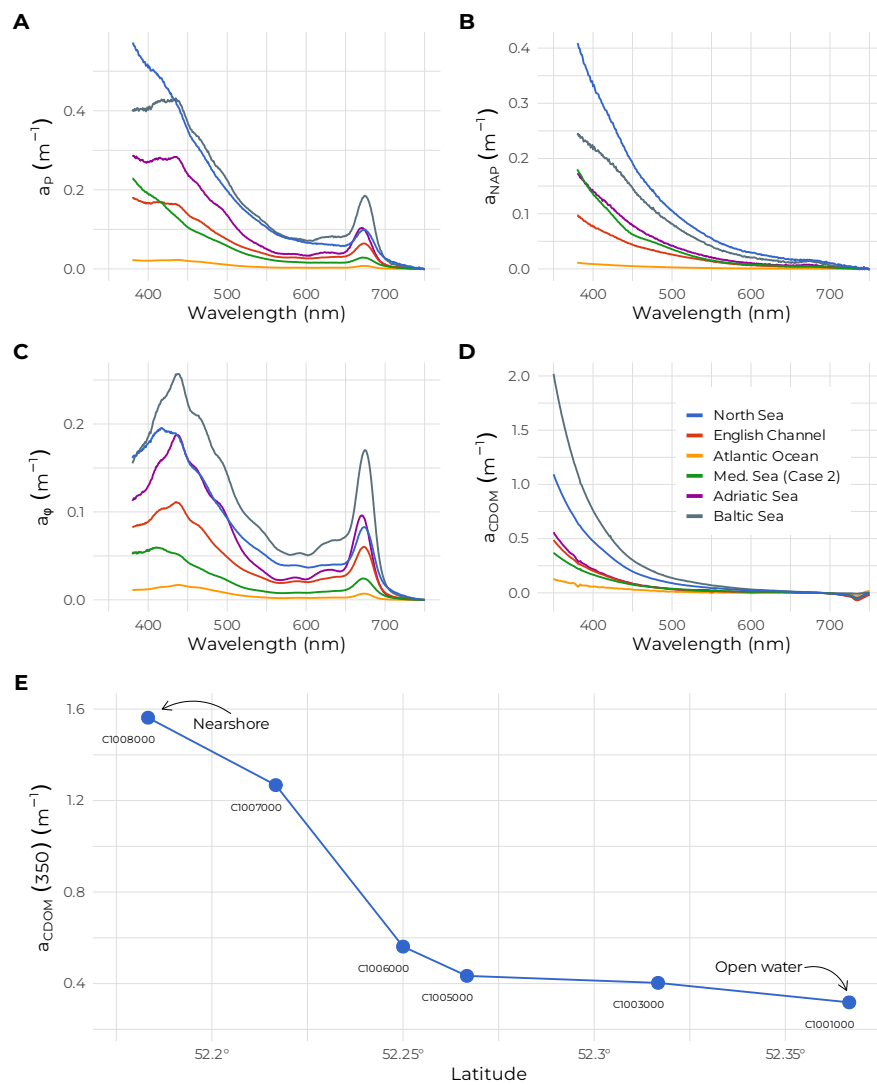 A
B
a_P (m⁻¹)
0.4
0.2
0.0
400 500 600 700
Wavelength (nm)
a_NAP (m⁻¹)
0.4
0.3
0.2
0.1
0.0
400 500 600 700
Wavelength (nm)
C
D
a_φ (m⁻¹)
0.2
0.1
0.0
400 500 600 700
Wavelength (nm)
a_CDOM (m⁻¹)
2.0
1.5
1.0
0.5
0.0
North Sea
English Channel
Atlantic Ocean
Med. Sea (Case 2)
Adriatic Sea
Baltic Sea
400 500 600 700
Wavelength (nm)
E
a_CDOM (350) (m⁻¹)
1.6
1.2
0.8
0.4
Nearshore
C1008000
C1007000
C1006000
C1005000
C1003000
Open water
C1001000
52.2° 52.25° 52.3° 52.35°
Latitude